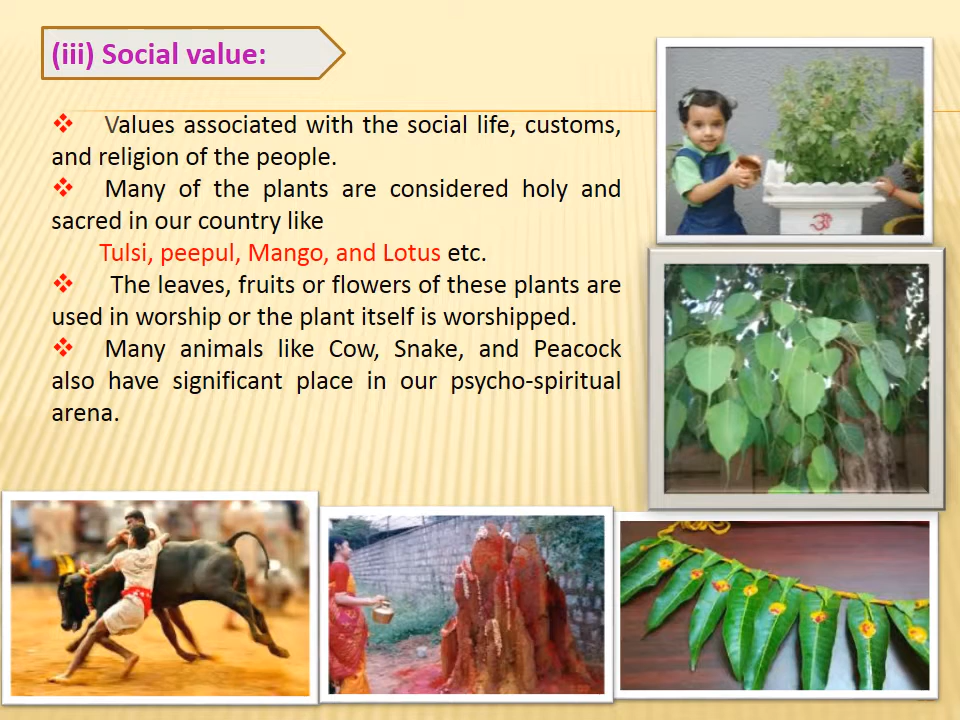 (iii) Social value:
❖ Values associated with the social life, customs,
and religion of the people.
❖ Many of the plants are considered holy and
sacred in our country like
Tulsi, peepul, Mango, and Lotus etc.
❖ The leaves, fruits or flowers of these plants are
used in worship or the plant itself is worshipped.
❖ Many animals like Cow, Snake, and Peacock
also have significant place in our psycho-spiritual
arena.
ॐ